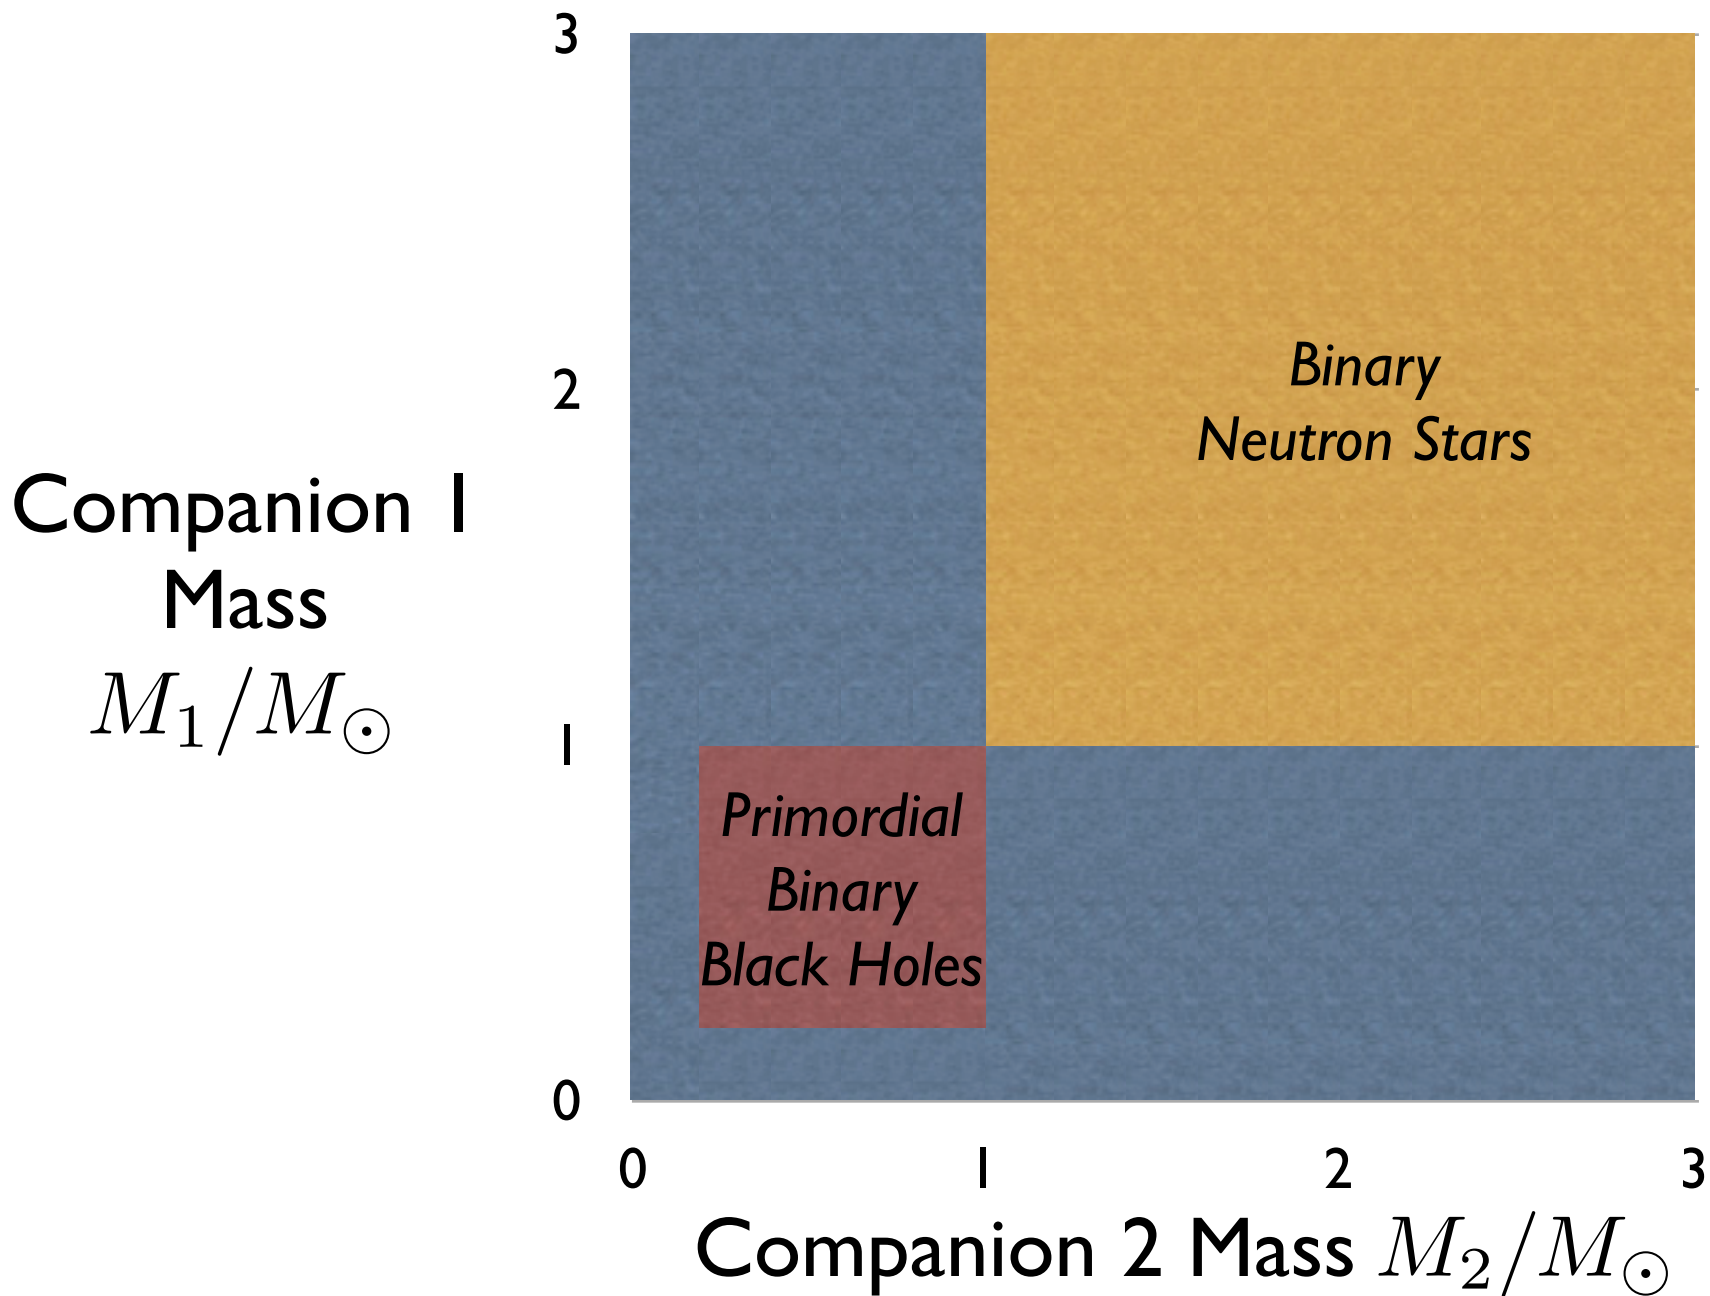 3
2
1
0
Companion 1
Mass
M₁/M☉
Binary
Neutron Stars
Primordial
Binary
Black Holes
0 1 2 3
Companion 2 Mass M₂/M☉